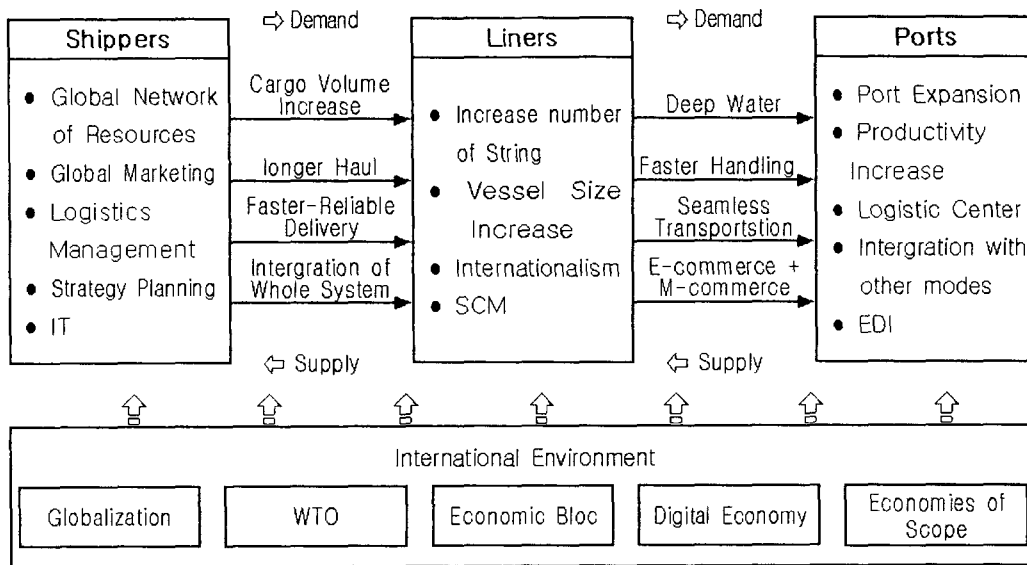 ⇨ Demand
⇨ Demand
Shippers
Liners
Ports
● Global Network
of Resources
● Global Marketing
● Logistics
Management
● Strategy Planning
● IT
Cargo Volume
Increase
longer Haul
Faster-Reliable
Delivery
Intergration of
Whole System
● Increase number
of String
● Vessel Size
Increase
● Internationalism
● SCM
Deep Water
Faster Handling
Seamless
Transportstion
E-commerce +
M-commerce
● Port Expansion
● Productivity
Increase
● Logistic Center
● Intergration with
other modes
● EDI
⇦ Supply
⇦ Supply
International Environment
Globalization
WTO
Economic Bloc
Digital Economy
Economies of
Scope